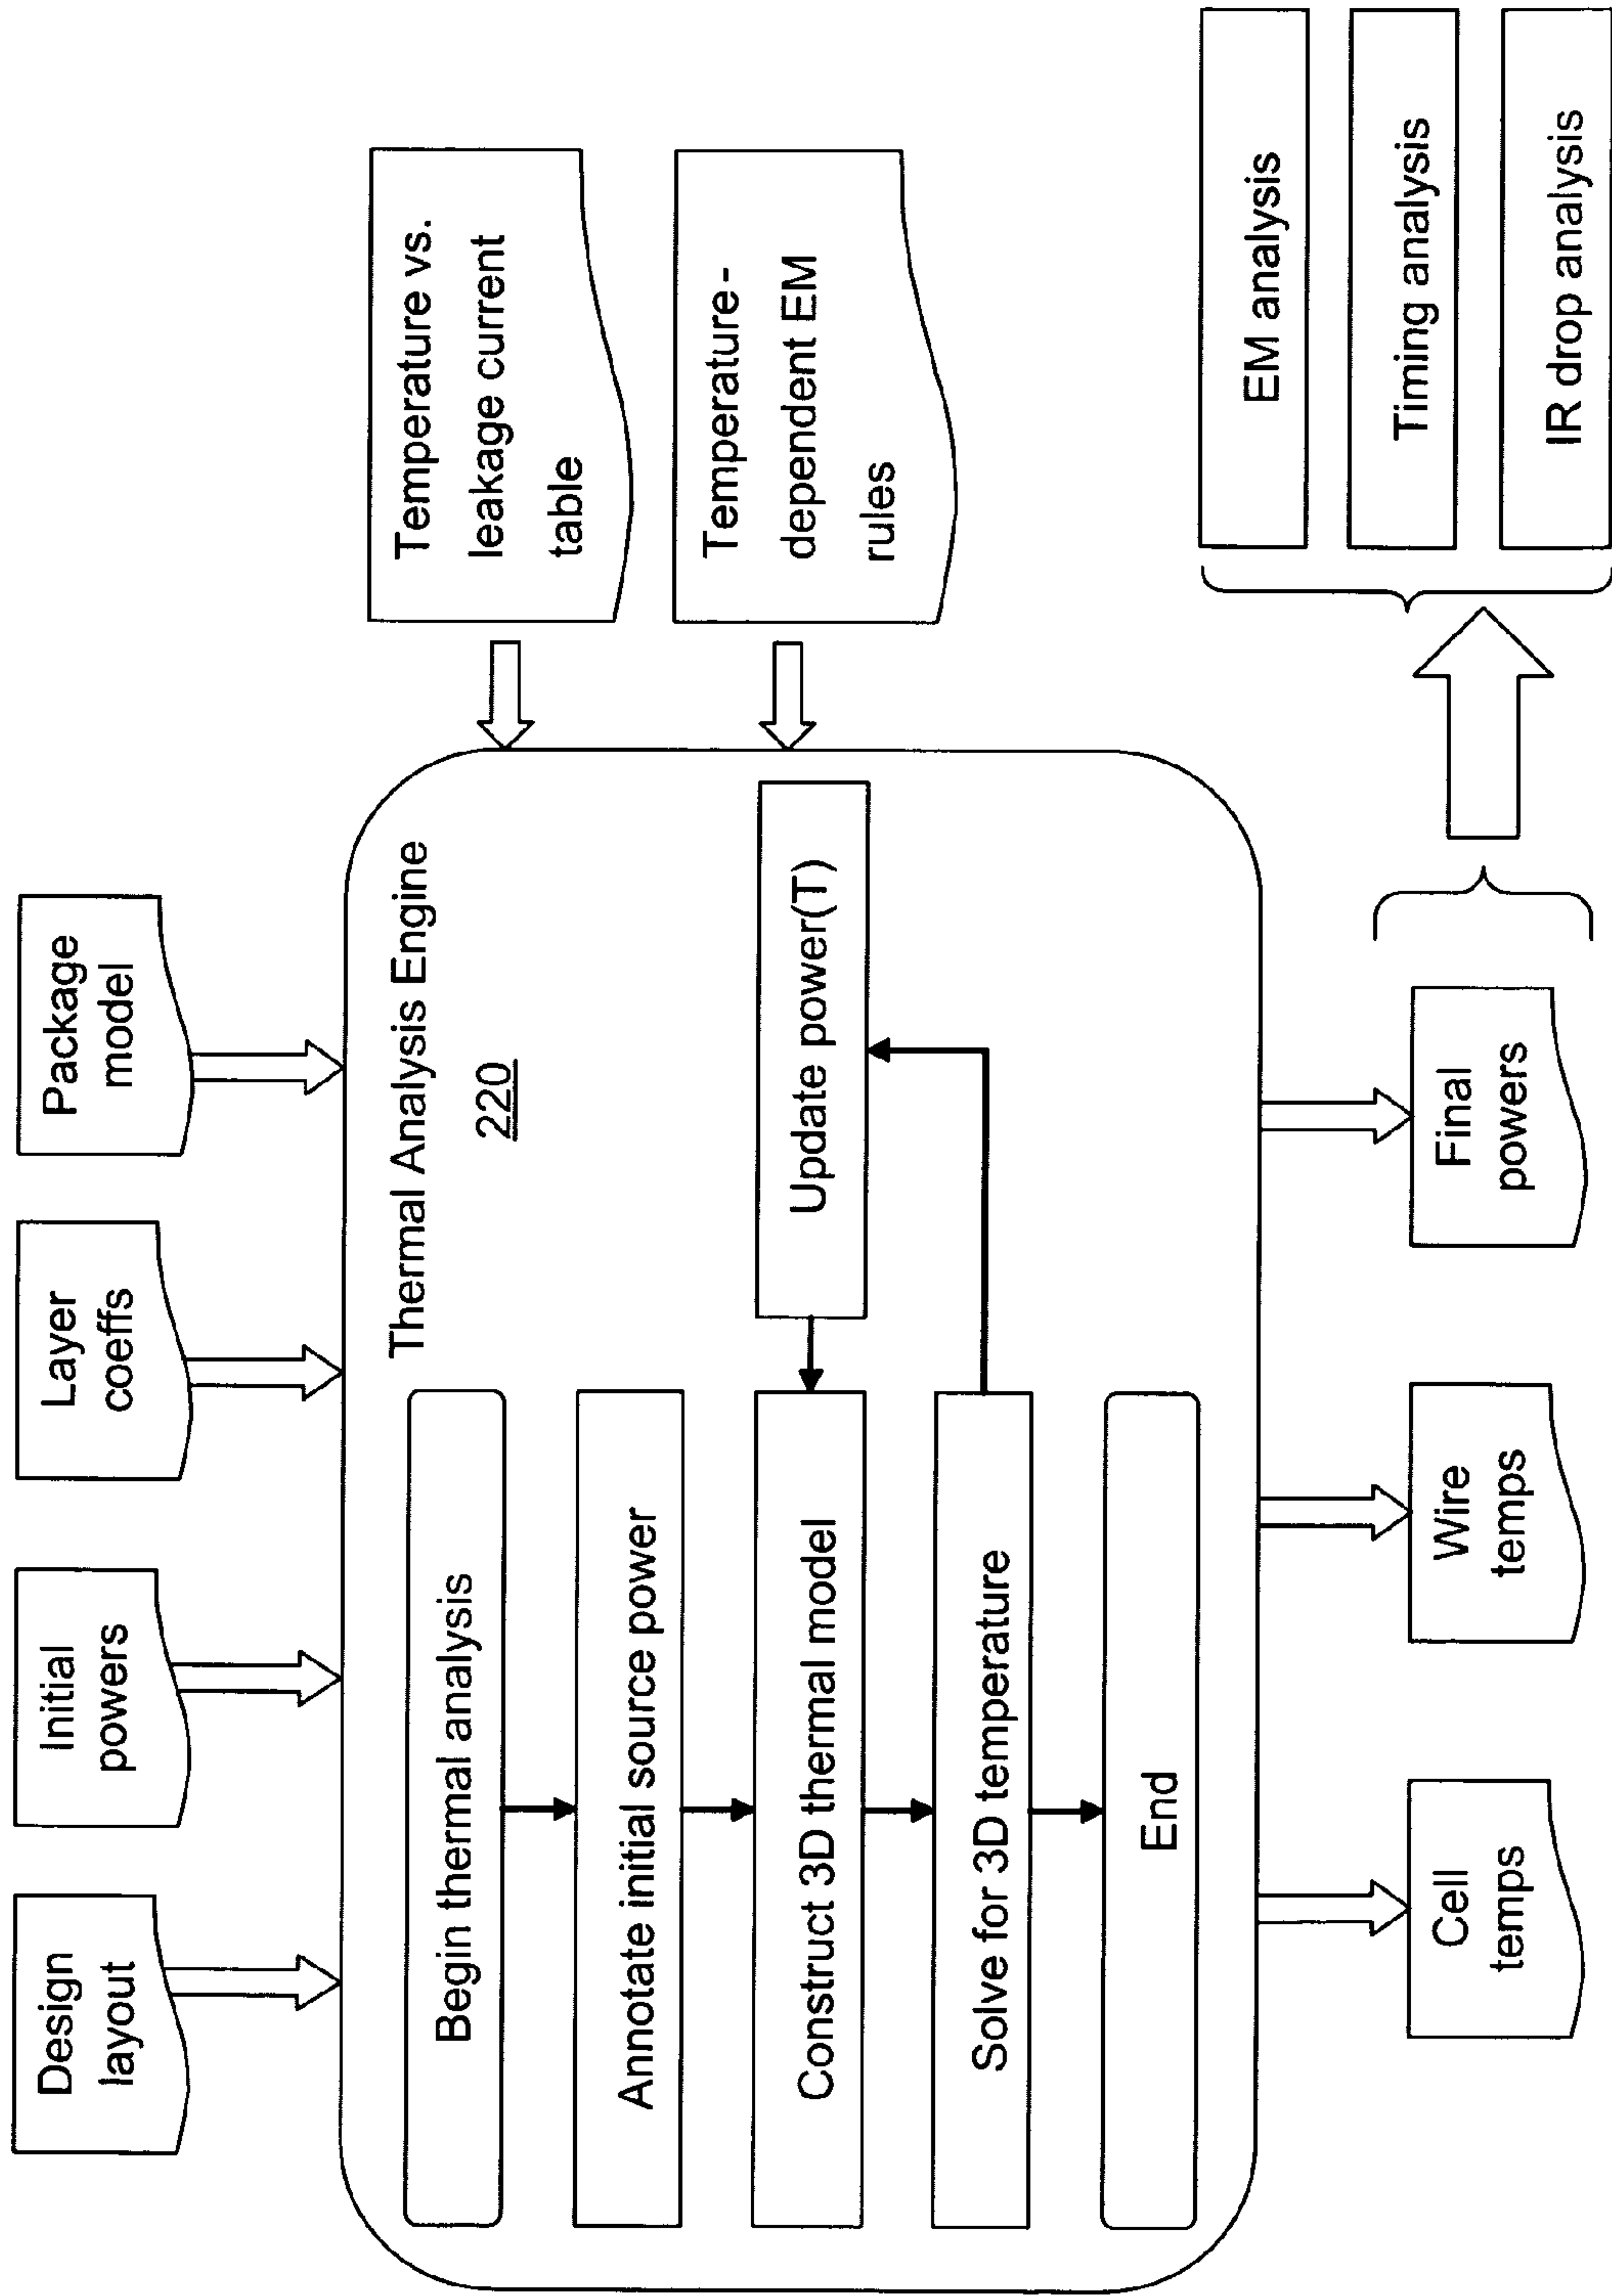 Design
layout
Initial
powers
Layer
coeffs
Package
model
Thermal Analysis Engine
220
Begin thermal analysis
Annotate initial source power
Construct 3D thermal model
Solve for 3D temperature
End
Update power(T)
Temperature vs.
leakage current
table
Temperature-
dependent EM
rules
Cell
temps
Wire
temps
Final
powers
EM analysis
Timing analysis
IR drop analysis